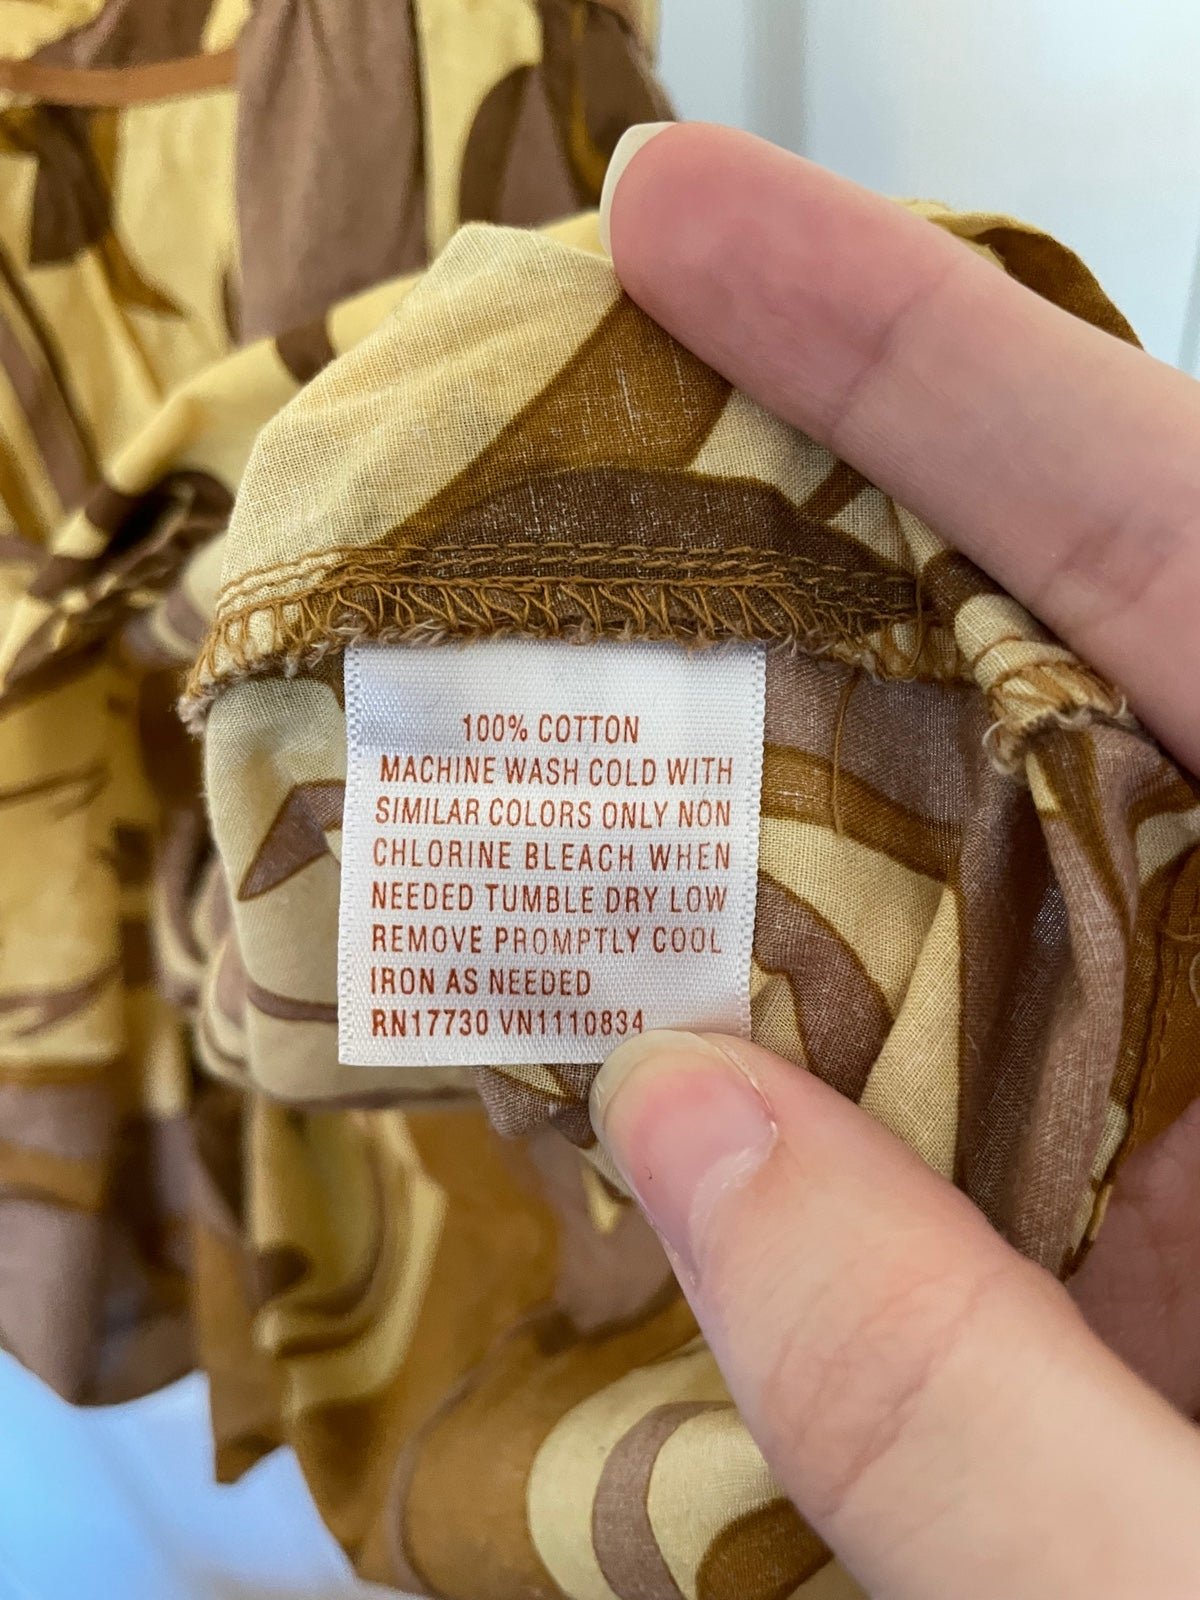 100% COTTON
MACHINE WASH COLD WITH
SIMILAR COLORS ONLY NON
CHLORINE BLEACH WHEN
NEEDED TUMBLE DRY LOW
REMOVE PROMPTLY COOL
IRON AS NEEDED
RN17730 VN1110834